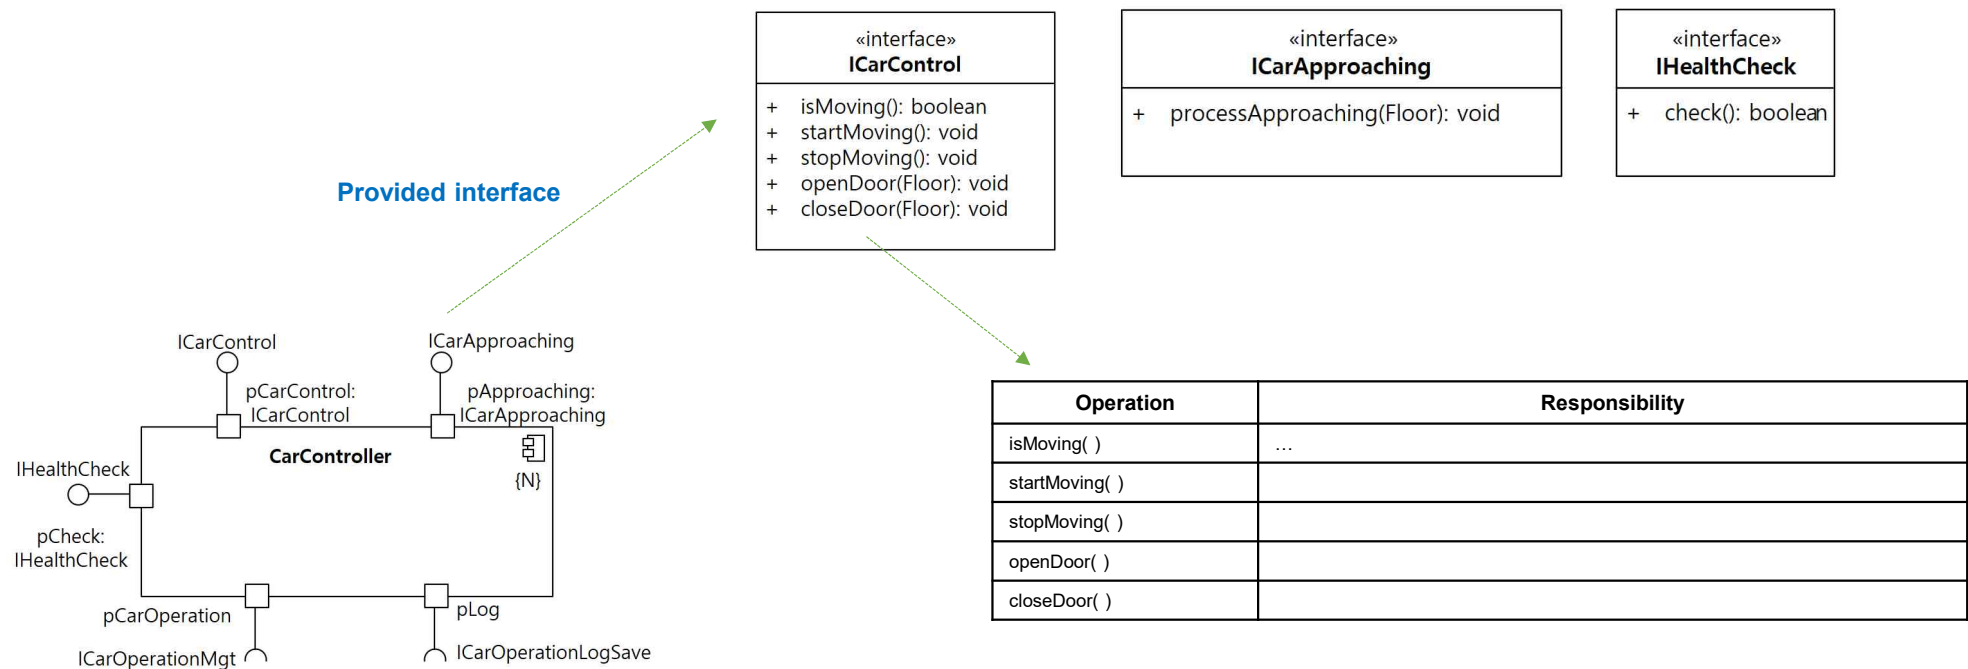 «interface»
ICarControl
+ isMoving(): boolean
+ startMoving(): void
+ stopMoving(): void
+ openDoor(Floor): void
+ closeDoor(Floor): void
«interface»
ICarApproaching
+ processApproaching(Floor): void
«interface»
IHealthCheck
+ check(): boolean
Provided interface
ICarControl
ICarApproaching
pCarControl:
ICarControl
pApproaching:
ICarApproaching
CarController
{N}
IHealthCheck
pCheck:
IHealthCheck
pCarOperation
pLog
ICarOperationMgt
ICarOperationLogSave
Operation Responsibility
isMoving( ) ...
startMoving( )
stopMoving( )
openDoor( )
closeDoor( )